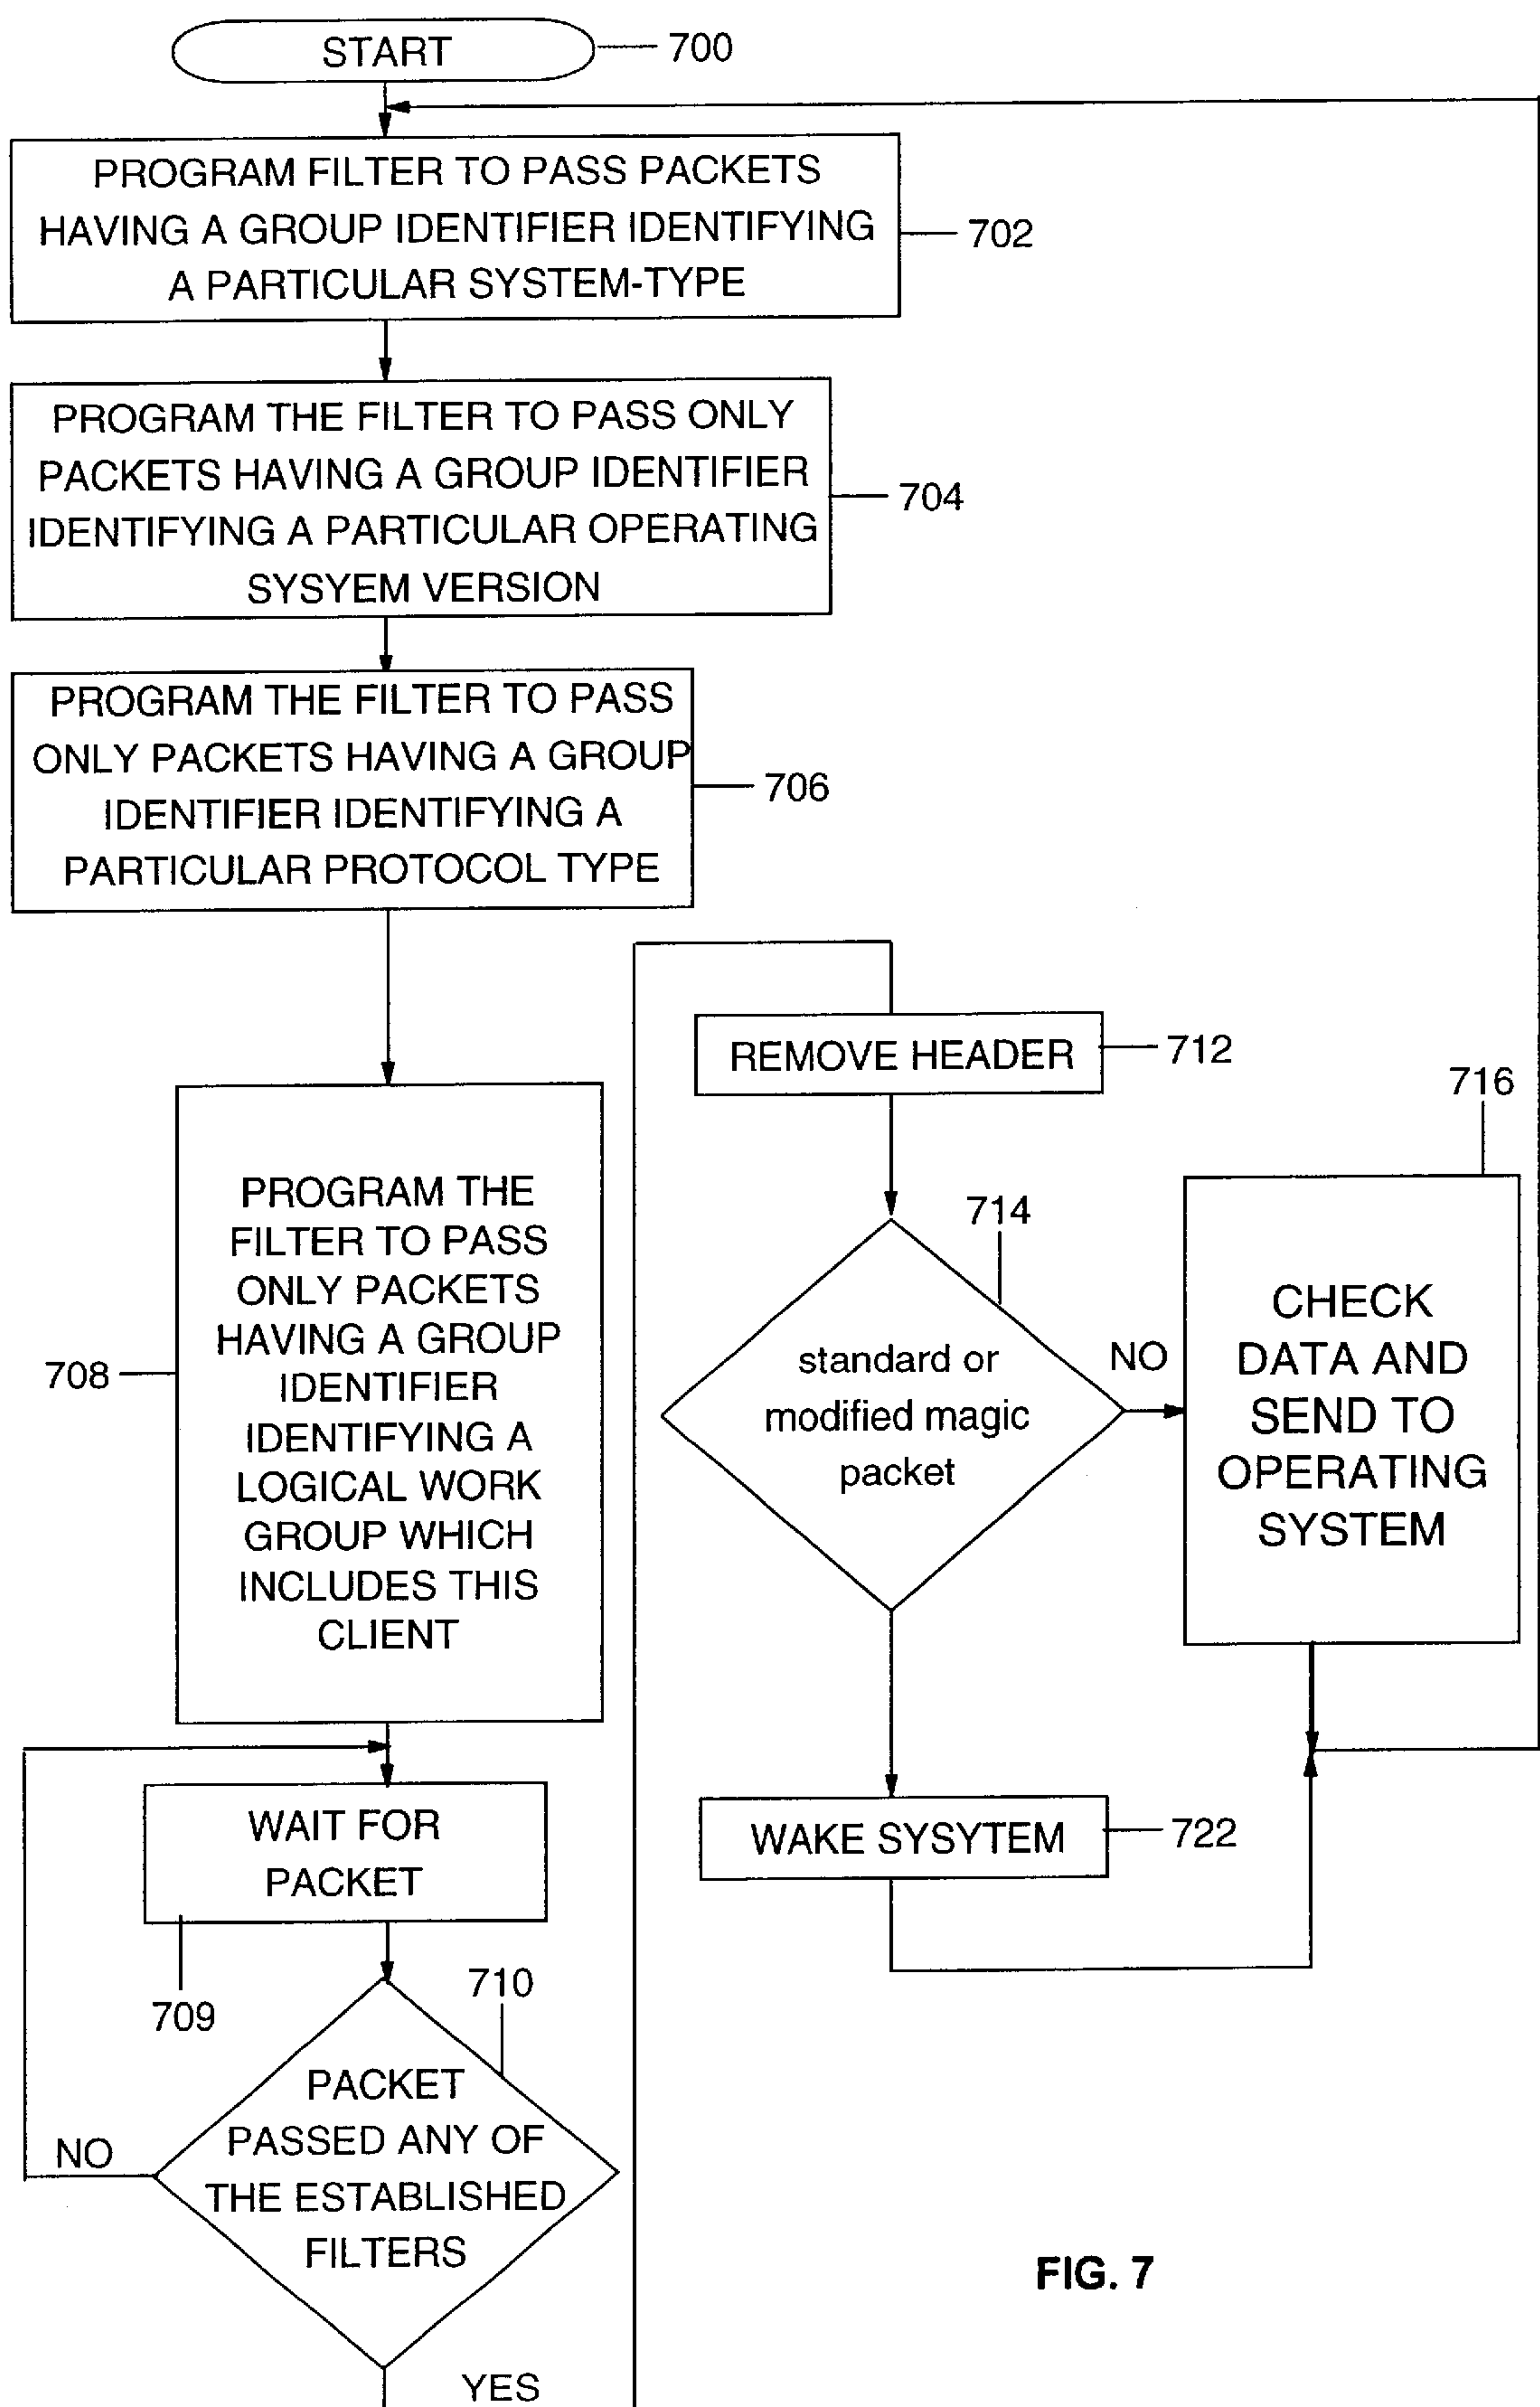 START
700
PROGRAM FILTER TO PASS PACKETS
HAVING A GROUP IDENTIFIER IDENTIFYING
A PARTICULAR SYSTEM-TYPE
702
PROGRAM THE FILTER TO PASS ONLY
PACKETS HAVING A GROUP IDENTIFIER
IDENTIFYING A PARTICULAR OPERATING
SYSYEM VERSION
704
PROGRAM THE FILTER TO PASS
ONLY PACKETS HAVING A GROUP
IDENTIFIER IDENTIFYING A
PARTICULAR PROTOCOL TYPE
706
PROGRAM THE
FILTER TO PASS
ONLY PACKETS
HAVING A GROUP
IDENTIFIER
IDENTIFYING A
LOGICAL WORK
GROUP WHICH
INCLUDES THIS
CLIENT
708
WAIT FOR
PACKET
709
710
PACKET
PASSED ANY OF
THE ESTABLISHED
FILTERS
NO
YES
REMOVE HEADER
712
714
standard or
modified magic
packet
NO
716
CHECK
DATA AND
SEND TO
OPERATING
SYSTEM
WAKE SYSYTEM
722
FIG. 7